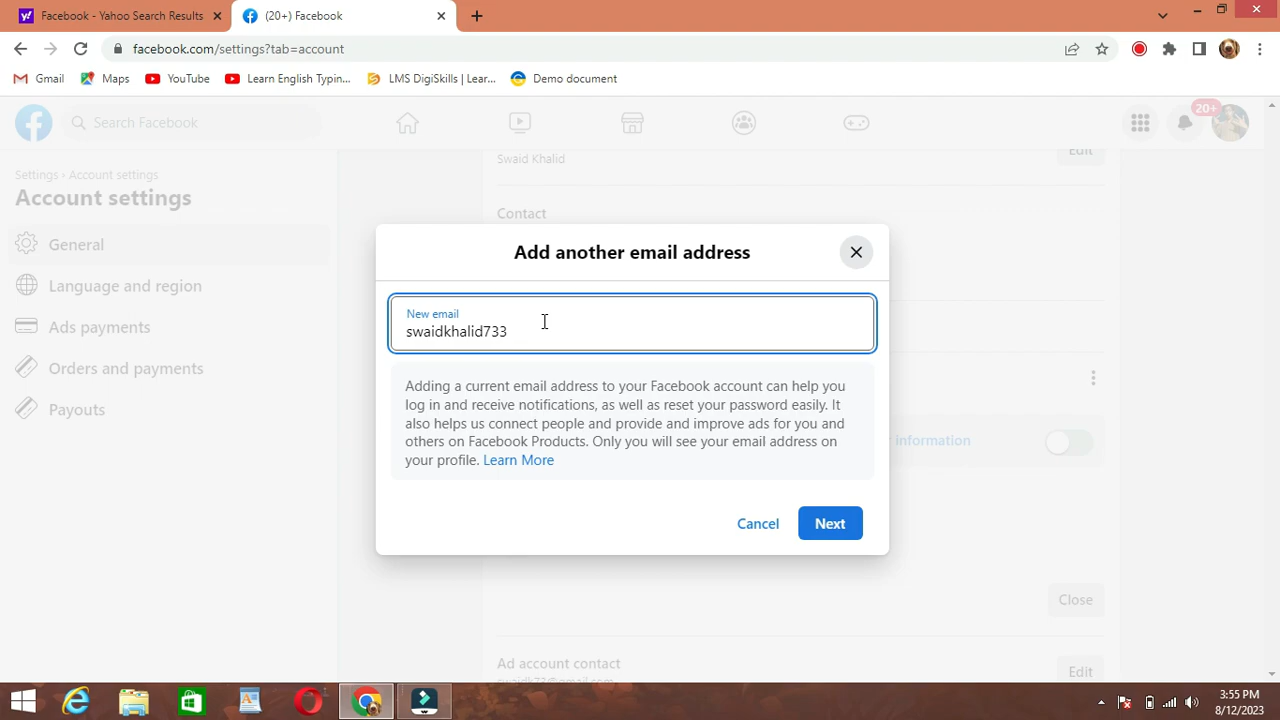 Facebook - Yahoo Search Results
(20+) Facebook
facebook.com/settings?tab=account
Gmail
Maps
YouTube
Learn English Typin...
LMS DigiSkills | Lear...
Demo document
Search Facebook
20+
Settings › Account settings
Account settings
General
Language and region
Ads payments
Orders and payments
Payouts
Swaid Khalid
Edit
Contact
Add another email address
New email
swaidkhalid733
Adding a current email address to your Facebook account can help you
log in and receive notifications, as well as reset your password easily. It
also helps us connect people and provide and improve ads for you and
others on Facebook Products. Only you will see your email address on
your profile. Learn More
Cancel
Next
information
Close
Ad account contact
Edit
3:55 PM
8/12/2023